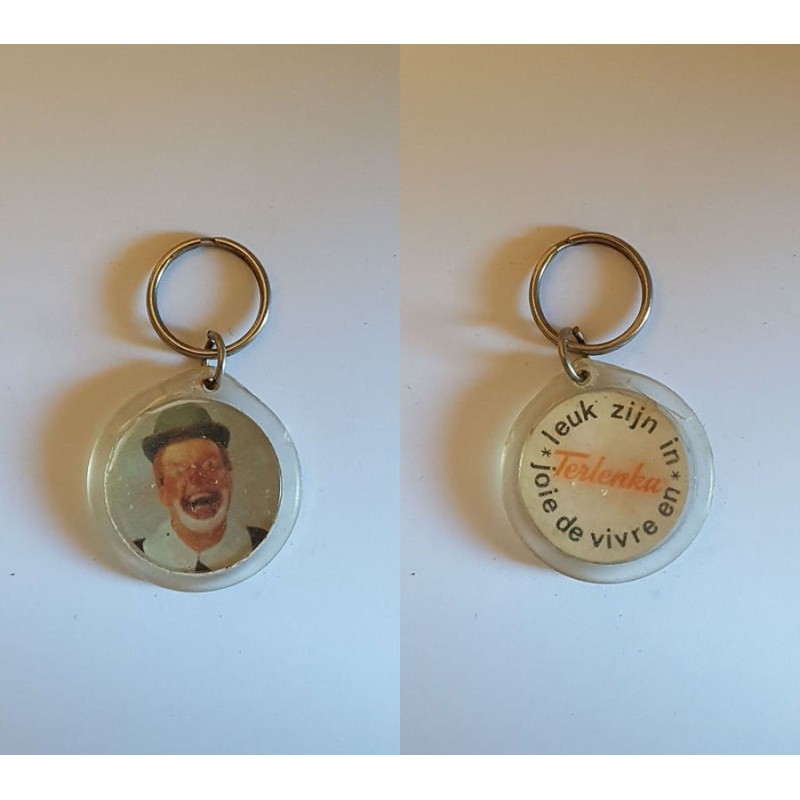 leuk zijn in
Terlenka
joie de vivre en